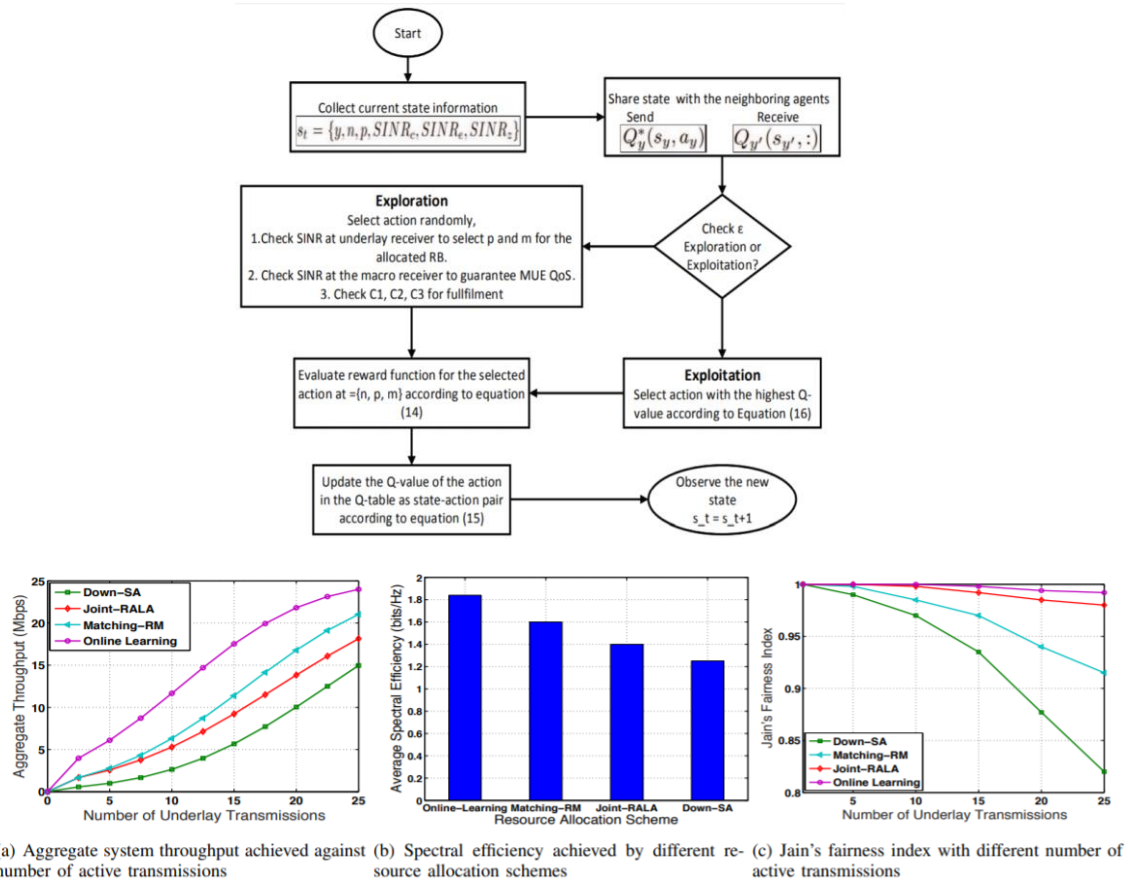 Start
Collect current state information
s_t = {y, n, p, SINR_c, SINR_e, SINR_z}
Share state with the neighboring agents
Send Receive
Q*_y(s_y, a_y) Q_y'(s_y', :)
Exploration
Select action randomly,
1.Check SINR at underlay receiver to select p and m for the
allocated RB.
2. Check SINR at the macro receiver to guarantee MUE QoS.
3. Check C1, C2, C3 for fullfilment
Check ε
Exploration or
Exploitation?
Evaluate reward function for the selected
action at ={n, p, m} according to equation
(14)
Exploitation
Select action with the highest Q-
value according to Equation (16)
Update the Q-value of the action
in the Q-table as state-action pair
according to equation (15)
Observe the new
state
s_t = s_t+1
Aggregate Throughput (Mbps)
25
20
15
10
5
0
Down−SA
Joint−RALA
Matching−RM
Online Learning
0 5 10 15 20 25
Number of Underlay Transmissions
(a) Aggregate system throughput achieved against
number of active transmissions
Average Spectral Efficiency (bits/Hz)
2
1.8
1.6
1.4
1.2
1
0.8
0.6
0.4
0.2
0
Online−Learning Matching−RM Joint−RALA Down−SA
Resource Allocation Scheme
(b) Spectral efficiency achieved by different re-
source allocation schemes
Jain's Fairness Index
1
0.95
0.9
0.85
0.8
Down−SA
Matching−RM
Joint−RALA
Online Learning
5 10 15 20 25
Number of Underlay Transmissions
(c) Jain's fairness index with different number of
active transmissions